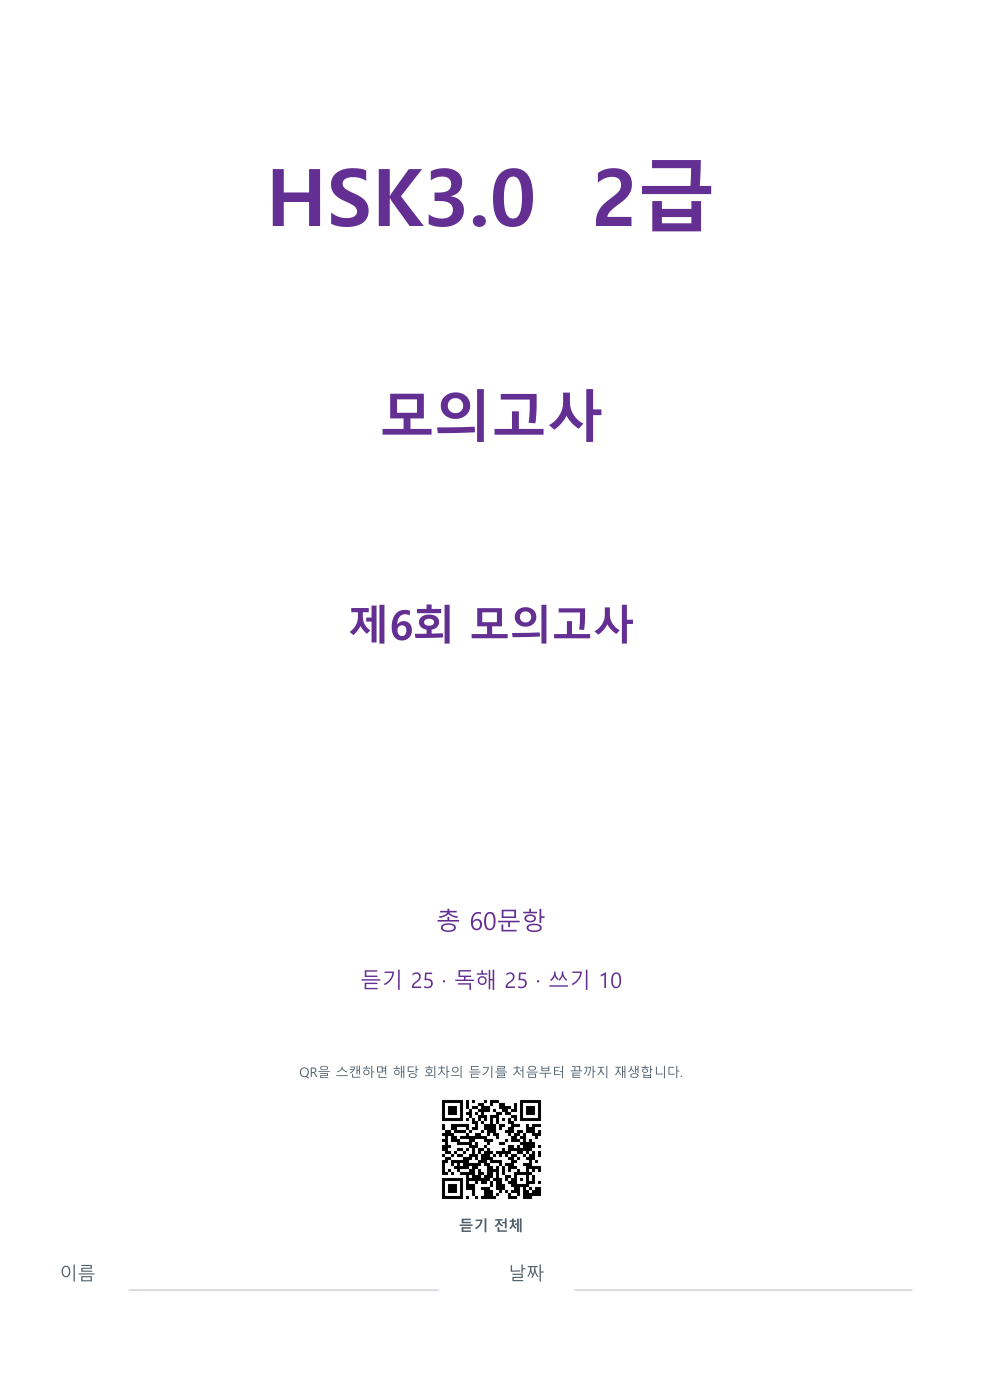 HSK3.0 2급
모의고사
제6회 모의고사
총 60문항
듣기 25 · 독해 25 · 쓰기 10
QR을 스캔하면 해당 회차의 듣기를 처음부터 끝까지 재생합니다.
듣기 전체
이름 날짜